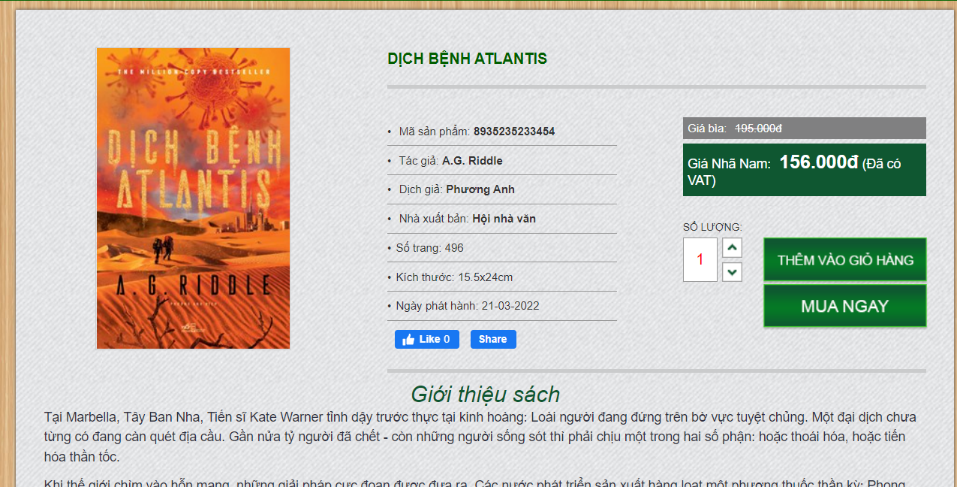 THE MILLION COPY BESTSELLER
DỊCH BỆNH
ATLANTIS
A.G. RIDDLE
DỊCH BỆNH ATLANTIS
• Mã sản phẩm: 8935235233454
• Tác giả: A.G. Riddle
• Dịch giả: Phương Anh
• Nhà xuất bản: Hội nhà văn
• Số trang: 496
• Kích thước: 15.5x24cm
• Ngày phát hành: 21-03-2022
Like 0 Share
Giá bìa: 195.000đ
Giá Nhã Nam: 156.000đ (Đã có
VAT)
SỐ LƯỢNG:
1
THÊM VÀO GIỎ HÀNG
MUA NGAY
Giới thiệu sách
Tại Marbella, Tây Ban Nha, Tiến sĩ Kate Warner tỉnh dậy trước thực tại kinh hoàng: Loài người đang đứng trên bờ vực tuyệt chủng. Một đại dịch chưa
từng có đang càn quét địa cầu. Gần nửa tỷ người đã chết - còn những người sống sót thì phải chịu một trong hai số phận: hoặc thoái hóa, hoặc tiến
hóa thần tốc.
Khi thế giới chìm vào hỗn mang, những giải pháp cực đoan được đưa ra. Các nước phát triển sản xuất hàng loạt một phương thuốc thần kỳ: Phong